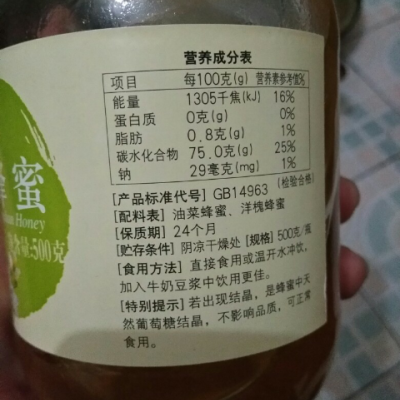 营养成分表
项目 每100克(g) 营养素参考值%
能量 1305千焦(kJ) 16%
蛋白质 0克(g) 0%
脂肪 0.8克(g) 1%
碳水化合物 75.0克(g) 25%
钠 29毫克(mg) 1%
[产品标准代号] GB14963 (检验合格)
[配料表] 油菜蜂蜜、洋槐蜂蜜
[保质期] 24个月
[贮存条件] 阴凉干燥处 [规格] 500克/瓶
[食用方法] 直接食用或温开水冲饮,
加入牛奶豆浆中饮用更佳。
[特别提示] 若出现结晶,是蜂蜜中天
然葡萄糖结晶,不影响品质,可正常
食用。
蜜
Honey
含量:500克